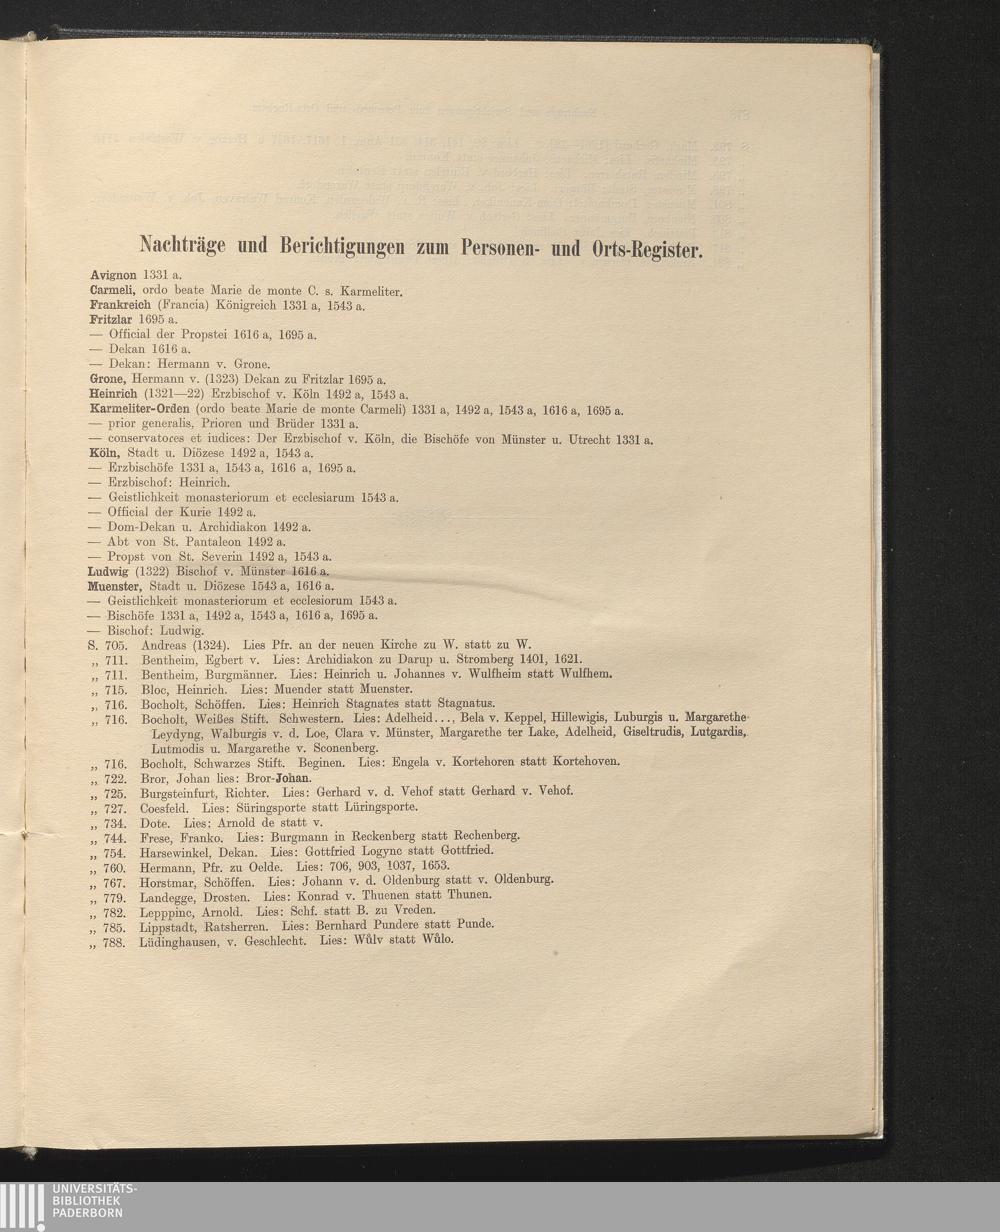 Nachträge und Berichtigungen zum Personen- und Orts-Register.
Avignon 1331 a.
Carmeli, ordo beate Marie de monte C. s. Karmeliter.
Frankreich (Francia) Königreich 1331 a, 1543 a.
Fritzlar 1695 a.
— Official der Propstei 1616 a, 1695 a.
— Dekan 1616 a.
— Dekan: Hermann v. Grone.
Grone, Hermann v. (1323) Dekan zu Fritzlar 1695 a.
Heinrich (1321—22) Erzbischof v. Köln 1492 a, 1543 a.
Karmeliter-Orden (ordo beate Marie de monte Carmeli) 1331 a, 1492 a, 1543 a, 1616 a, 1695 a.
— prior generalis, Prioren und Brüder 1331 a.
— conservatores et iudices: Der Erzbischof v. Köln, die Bischöfe von Münster u. Utrecht 1331 a.
Köln, Stadt u. Diözese 1492 a, 1543 a.
— Erzbischöfe 1331 a, 1543 a, 1616 a, 1695 a.
— Erzbischof: Heinrich.
— Geistlichkeit monasteriorum et ecclesiarum 1543 a.
— Official der Kurie 1492 a.
— Dom-Dekan u. Archidiakon 1492 a.
— Abt von St. Pantaleon 1492 a.
— Propst von St. Severin 1492 a, 1543 a.
Ludwig (1322) Bischof v. Münster 1616 a.
Muenster, Stadt u. Diözese 1543 a, 1616 a.
— Geistlichkeit monasteriorum et ecclesiorum 1543 a.
— Bischöfe 1331 a, 1492 a, 1543 a, 1616 a, 1695 a.
— Bischof: Ludwig.
S. 705. Andreas (1324). Lies Pfr. an der neuen Kirche zu W. statt zu W.
„ 711. Bentheim, Egbert v. Lies: Archidiakon zu Darup u. Stromberg 1401, 1621.
„ 711. Bentheim, Burgmänner. Lies: Heinrich u. Johannes v. Wulfheim statt Wulfhem.
„ 715. Bloc, Heinrich. Lies: Muender statt Muenster.
„ 716. Bocholt, Schöffen. Lies: Heinrich Stagnates statt Stagnatus.
„ 716. Bocholt, Weißes Stift. Schwestern. Lies: Adelheid..., Bela v. Keppel, Hillewigis, Luburgis u. Margarethe
Leydyng, Walburgis v. d. Loe, Clara v. Münster, Margarethe ter Lake, Adelheid, Giseltrudis, Lutgardis,
Lutmodis u. Margarethe v. Sconenberg.
„ 716. Bocholt, Schwarzes Stift. Beginen. Lies: Engela v. Kortehoren statt Kortehoven.
„ 722. Bror, Johan lies: Bror-Johan.
„ 725. Burgsteinfurt, Richter. Lies: Gerhard v. d. Vehof statt Gerhard v. Vehof.
„ 727. Coesfeld. Lies: Süringsporte statt Lüringsporte.
„ 734. Dote. Lies: Arnold de statt v.
„ 744. Frese, Franko. Lies: Burgmann in Reckenberg statt Rechenberg.
„ 754. Harsewinkel, Dekan. Lies: Gottfried Logync statt Gottfried.
„ 760. Hermann, Pfr. zu Oelde. Lies: 706, 903, 1037, 1653.
„ 767. Horstmar, Schöffen. Lies: Johann v. d. Oldenburg statt v. Oldenburg.
„ 779. Landegge, Drosten. Lies: Konrad v. Thuenen statt Thunen.
„ 782. Lepppinc, Arnold. Lies: Schf. statt B. zu Vreden.
„ 785. Lippstadt, Ratsherren. Lies: Bernhard Pundere statt Punde.
„ 788. Lüdinghausen, v. Geschlecht. Lies: Wůlv statt Wůlo.
UNIVERSITÄTS-
BIBLIOTHEK
PADERBORN